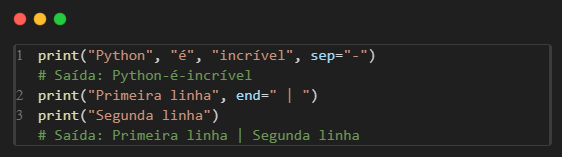 1 print("Python", "é", "incrível", sep="-")
# Saída: Python-é-incrível
2 print("Primeira linha", end=" | ")
3 print("Segunda linha")
# Saída: Primeira linha | Segunda linha